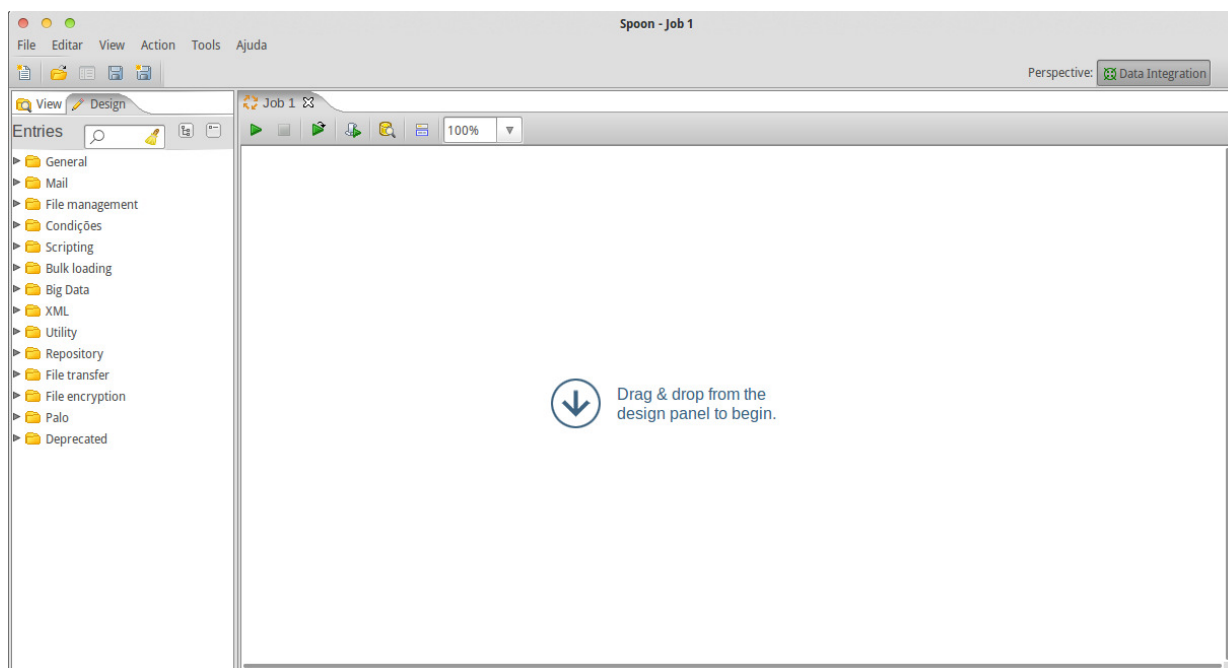 Spoon - Job 1
File Editar View Action Tools Ajuda
Perspective: Data Integration
View Design
Job 1
Entries
100%
General
Mail
File management
Condições
Scripting
Bulk loading
Big Data
XML
Utility
Repository
File transfer
File encryption
Palo
Deprecated
Drag & drop from the
design panel to begin.